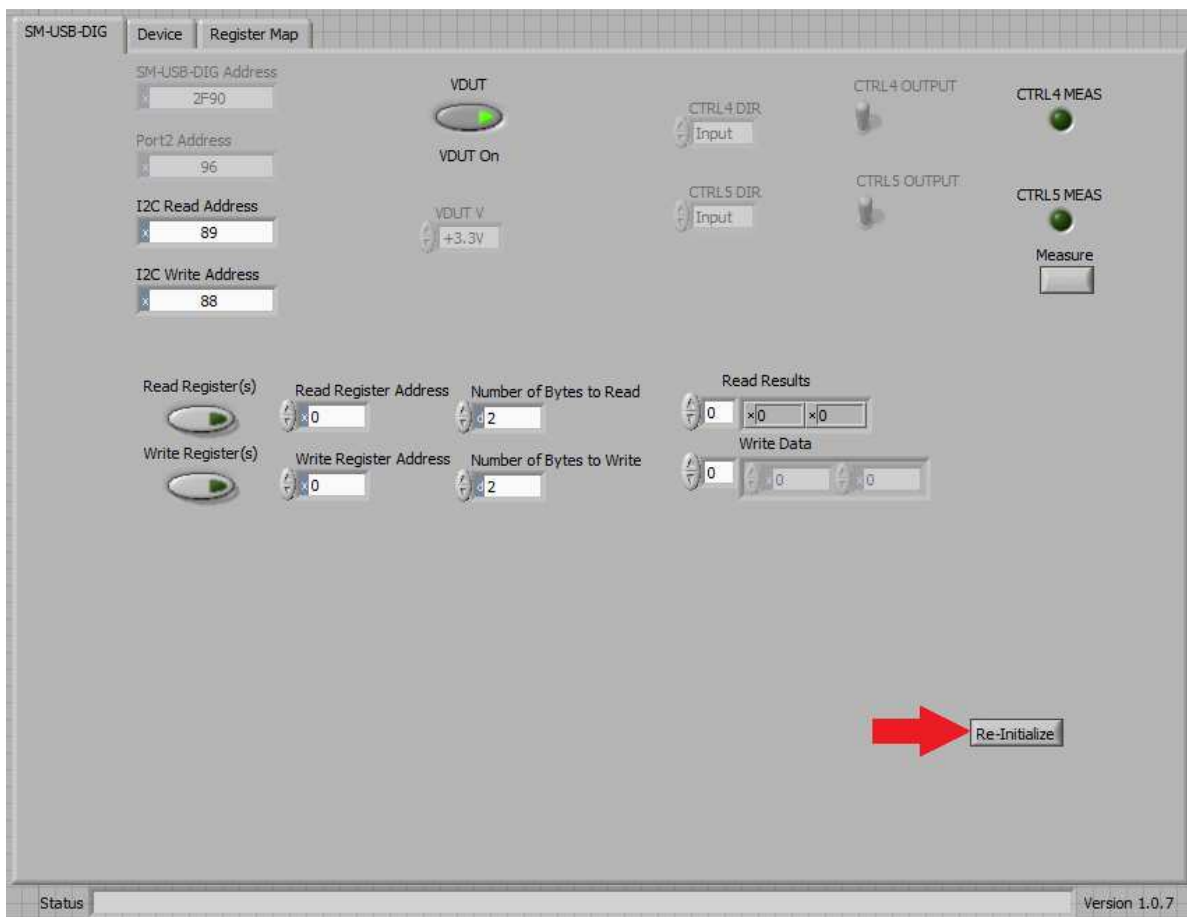 SM-USB-DIG Device Register Map
SM-USB-DIG Address
x 2F90
Port2 Address
x 96
I2C Read Address
x 89
I2C Write Address
x 88
VDUT
VDUT On
VDUT V
+3.3V
CTRL4 DIR
Input
CTRL5 DIR
Input
CTRL4 OUTPUT
CTRL5 OUTPUT
CTRL4 MEAS
CTRL5 MEAS
Measure
Read Register(s)
Read Register Address
x 0
Number of Bytes to Read
d 2
Read Results
0 x 0 x 0
Write Register(s)
Write Register Address
x 0
Number of Bytes to Write
d 2
Write Data
0 x 0 x 0
Re-Initialize
Status
Version 1.0.7